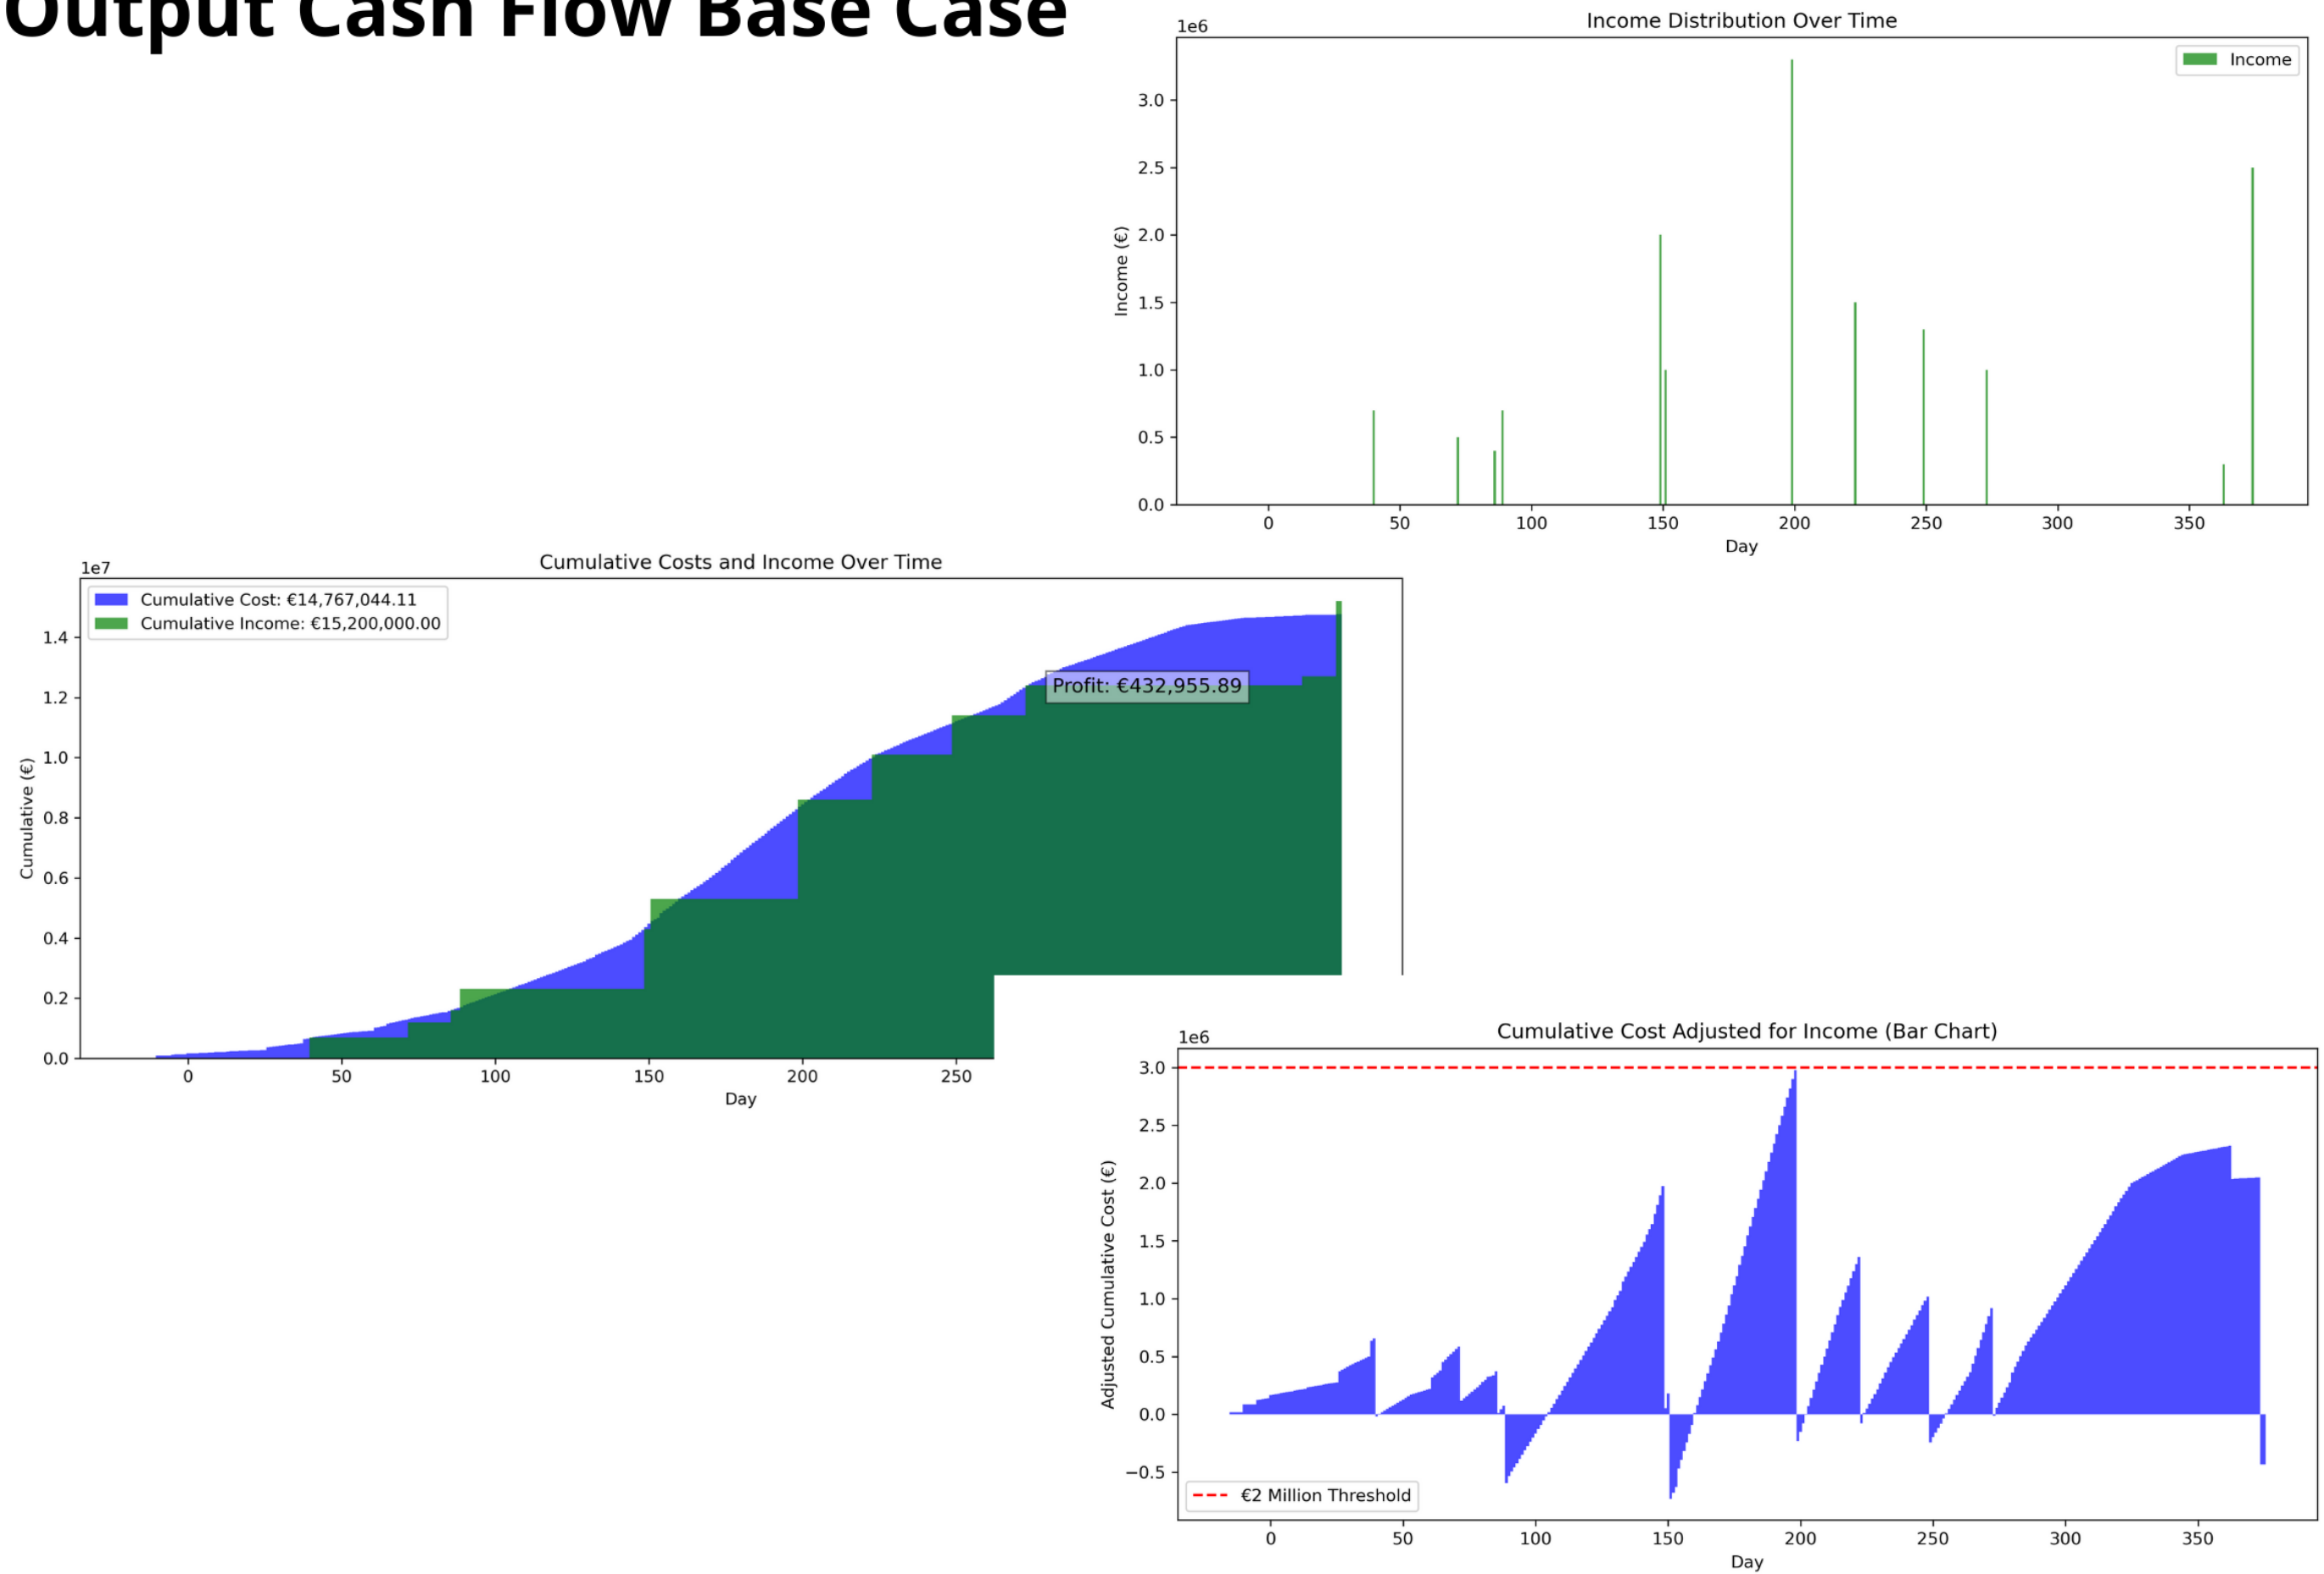 Output Cash Flow Base Case
Income Distribution Over Time
1e6
Income
3.0
2.5
2.0
1.5
1.0
0.5
0.0
Income (€)
0 50 100 150 200 250 300 350
Day
Cumulative Costs and Income Over Time
1e7
Cumulative Cost: €14,767,044.11
Cumulative Income: €15,200,000.00
1.4
1.2
1.0
0.8
0.6
0.4
0.2
0.0
Cumulative (€)
Profit: €432,955.89
0 50 100 150 200 250
Day
Cumulative Cost Adjusted for Income (Bar Chart)
1e6
3.0
2.5
2.0
1.5
1.0
0.5
0.0
−0.5
Adjusted Cumulative Cost (€)
€2 Million Threshold
0 50 100 150 200 250 300 350
Day